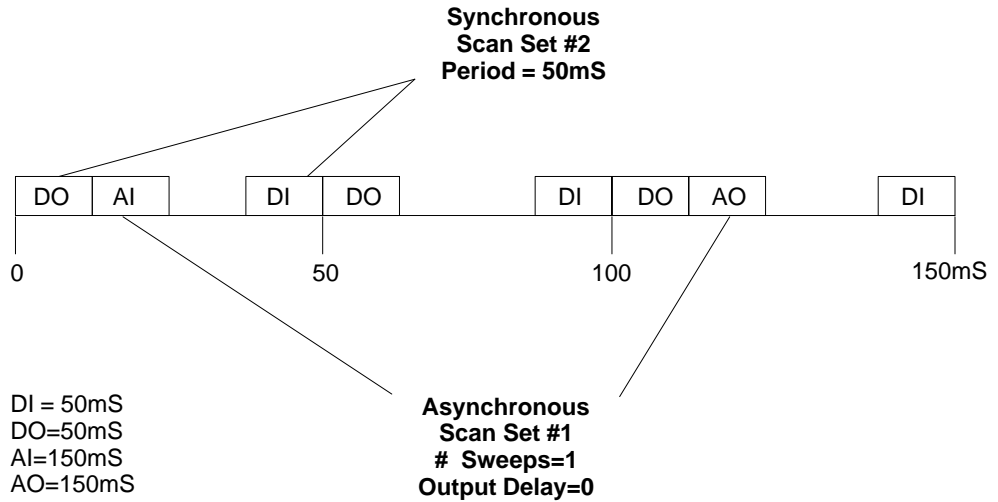 Synchronous
Scan Set #2
Period = 50mS
DO AI DI DO DI DO AO DI
0 50 100 150mS
DI = 50mS
DO=50mS
AI=150mS
AO=150mS
Asynchronous
Scan Set #1
# Sweeps=1
Output Delay=0